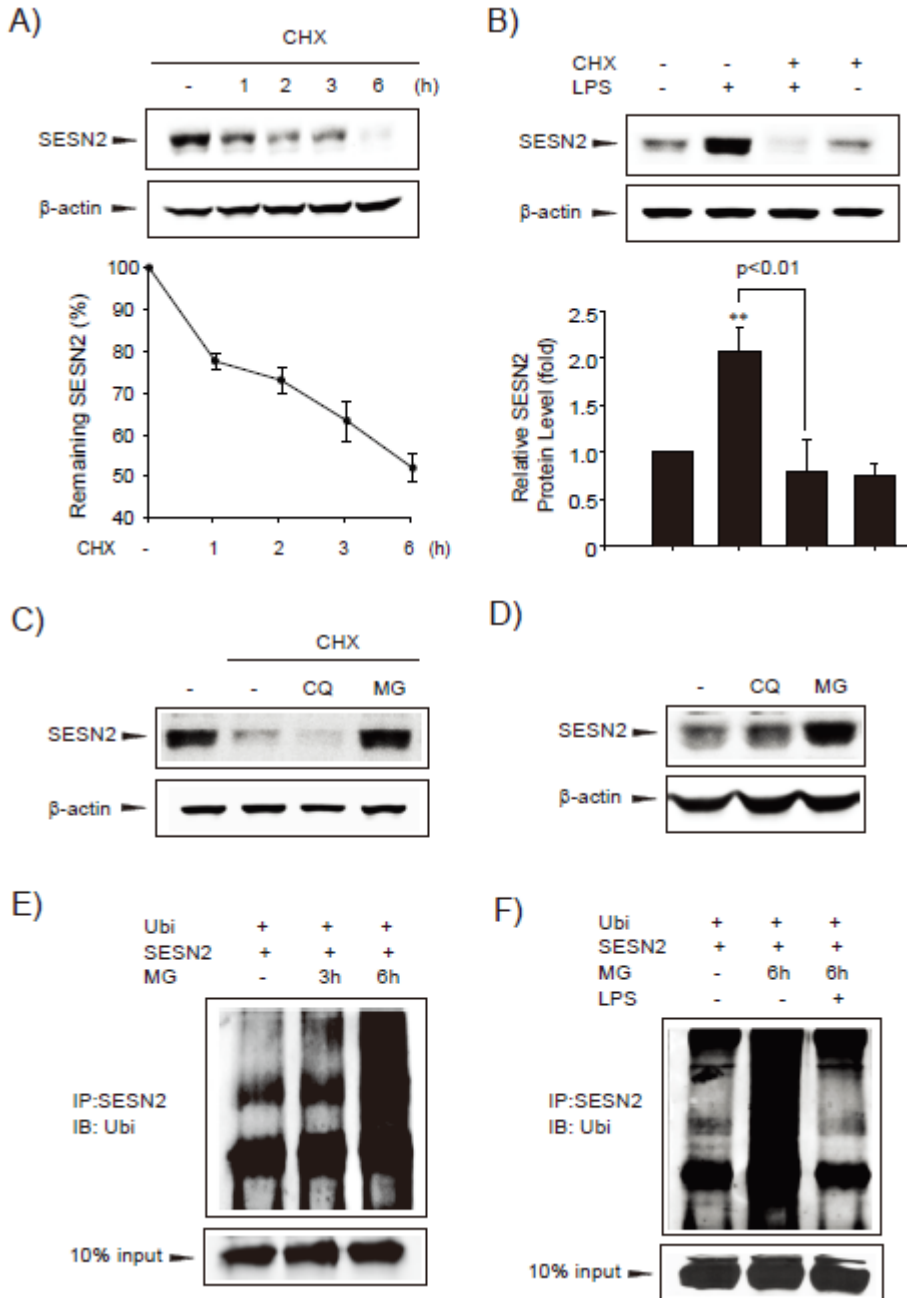 A)
CHX
- 1 2 3 6 (h)
SESN2
β-actin
Remaining SESN2 (%)
100
90
80
70
60
50
40
CHX - 1 2 3 6 (h)
B)
CHX - - + +
LPS - + + -
SESN2
β-actin
p<0.01
**
Relative SESN2
Protein Level (fold)
2.5
2.0
1.5
1.0
0.5
0
C)
CHX
- - CQ MG
SESN2
β-actin
D)
- CQ MG
SESN2
β-actin
E)
Ubi + + +
SESN2 + + +
MG - 3h 6h
IP:SESN2
IB: Ubi
10% input
F)
Ubi + + +
SESN2 + + +
MG - 6h 6h
LPS - - +
IP:SESN2
IB: Ubi
10% input